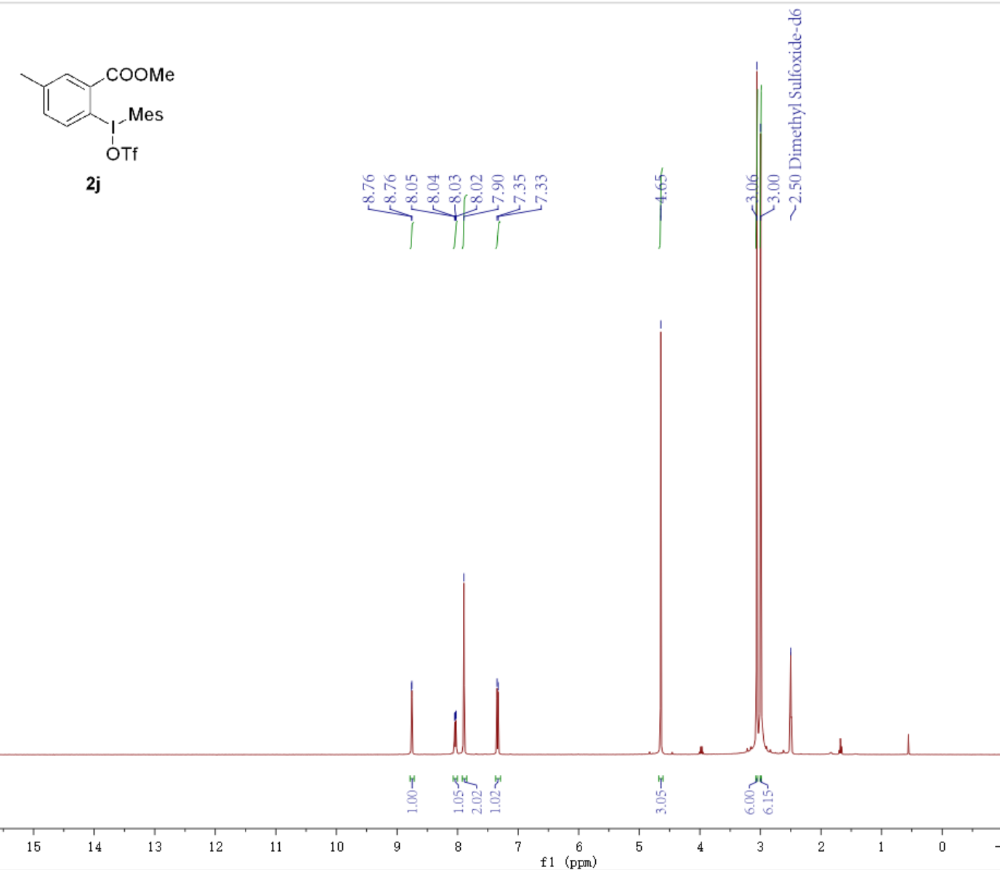 COOMe
Mes
I
OTf
2j
8.76
8.76
8.05
8.04
8.03
8.02
7.90
7.35
7.33
4.65
3.06
3.00
2.50 Dimethyl Sulfoxide-d6
1.00
1.05
2.02
1.02
3.05
6.00
6.15
15 14 13 12 11 10 9 8 7 6 5 4 3 2 1 0
f1 (ppm)